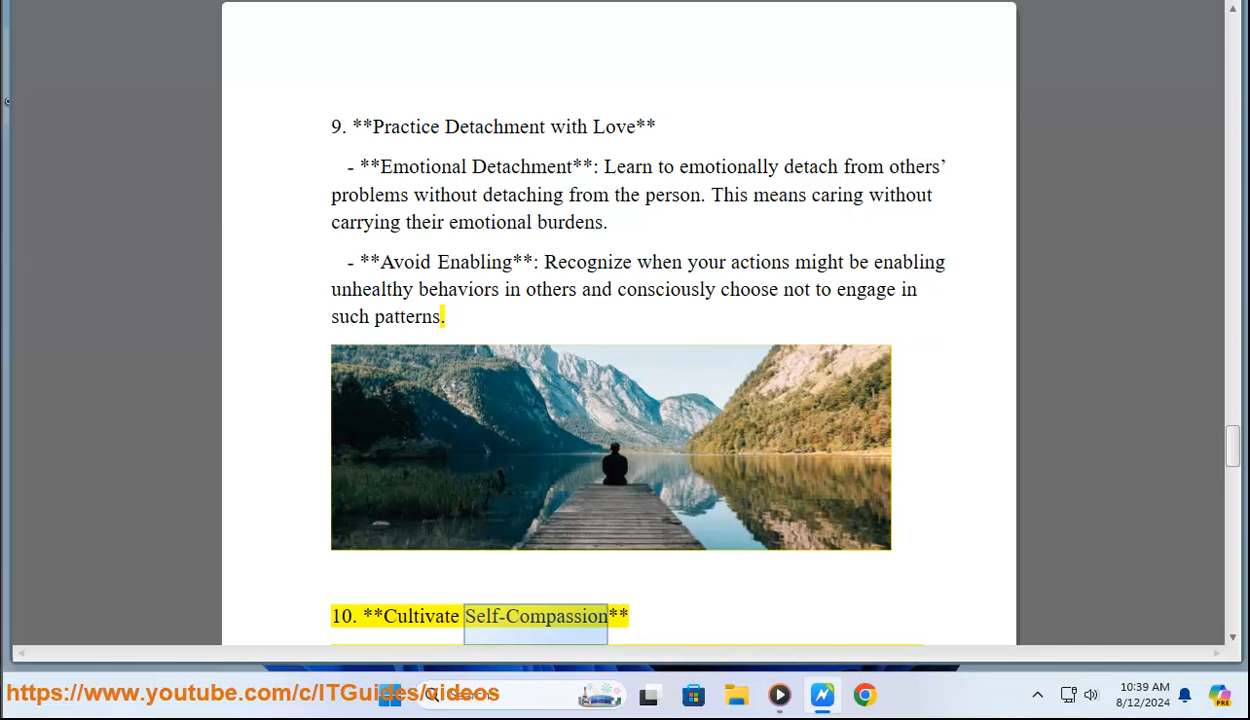 9. **Practice Detachment with Love**
- **Emotional Detachment**: Learn to emotionally detach from others’
problems without detaching from the person. This means caring without
carrying their emotional burdens.
- **Avoid Enabling**: Recognize when your actions might be enabling
unhealthy behaviors in others and consciously choose not to engage in
such patterns.
10. **Cultivate Self-Compassion**
https://www.youtube.com/c/ITGuides/videos
10:39 AM
8/12/2024
PRE